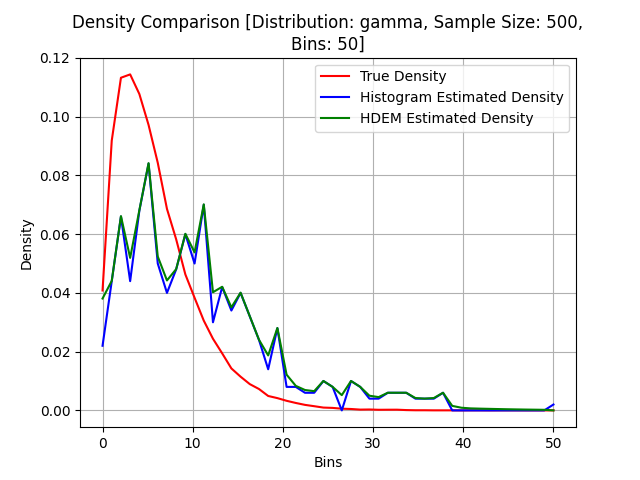 Density Comparison [Distribution: gamma, Sample Size: 500,
Bins: 50]
True Density
Histogram Estimated Density
HDEM Estimated Density
Density
0.12
0.10
0.08
0.06
0.04
0.02
0.00
0
10
20
30
40
50
Bins